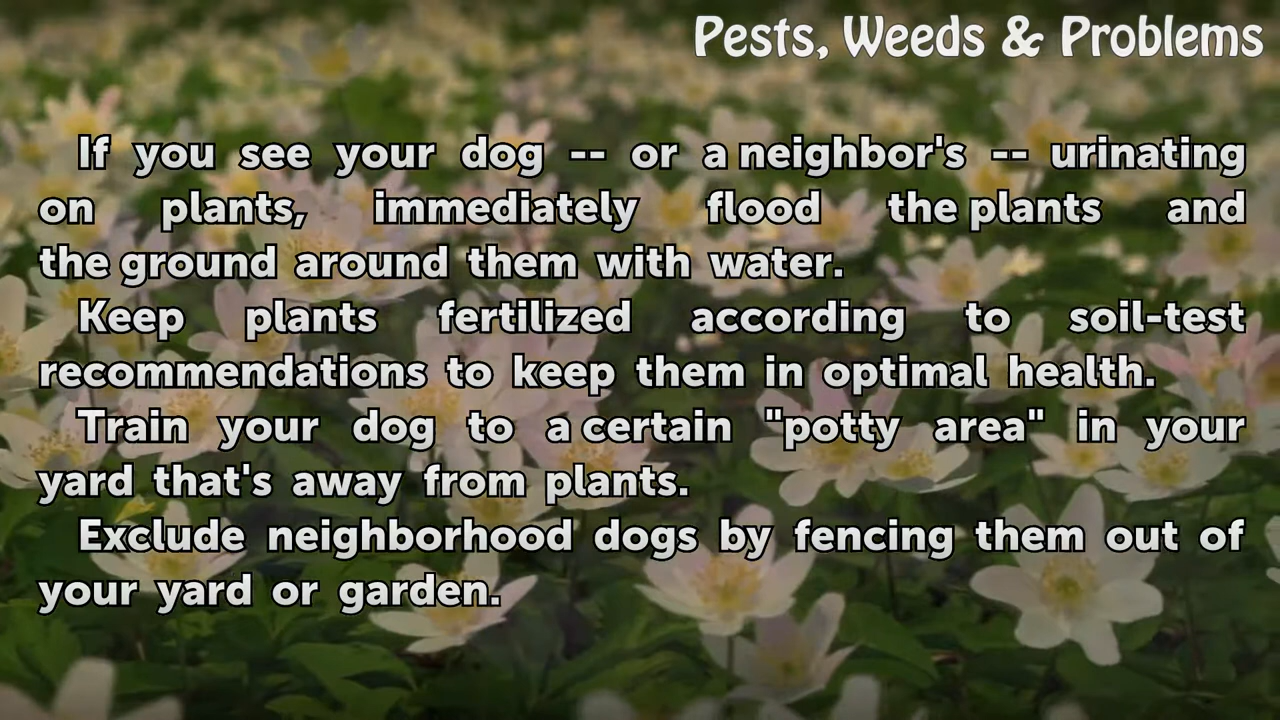 Pests, Weeds & Problems
If you see your dog -- or a neighbor's -- urinating
on plants, immediately flood the plants and
the ground around them with water.
Keep plants fertilized according to soil-test
recommendations to keep them in optimal health.
Train your dog to a certain "potty area" in your
yard that's away from plants.
Exclude neighborhood dogs by fencing them out of
your yard or garden.